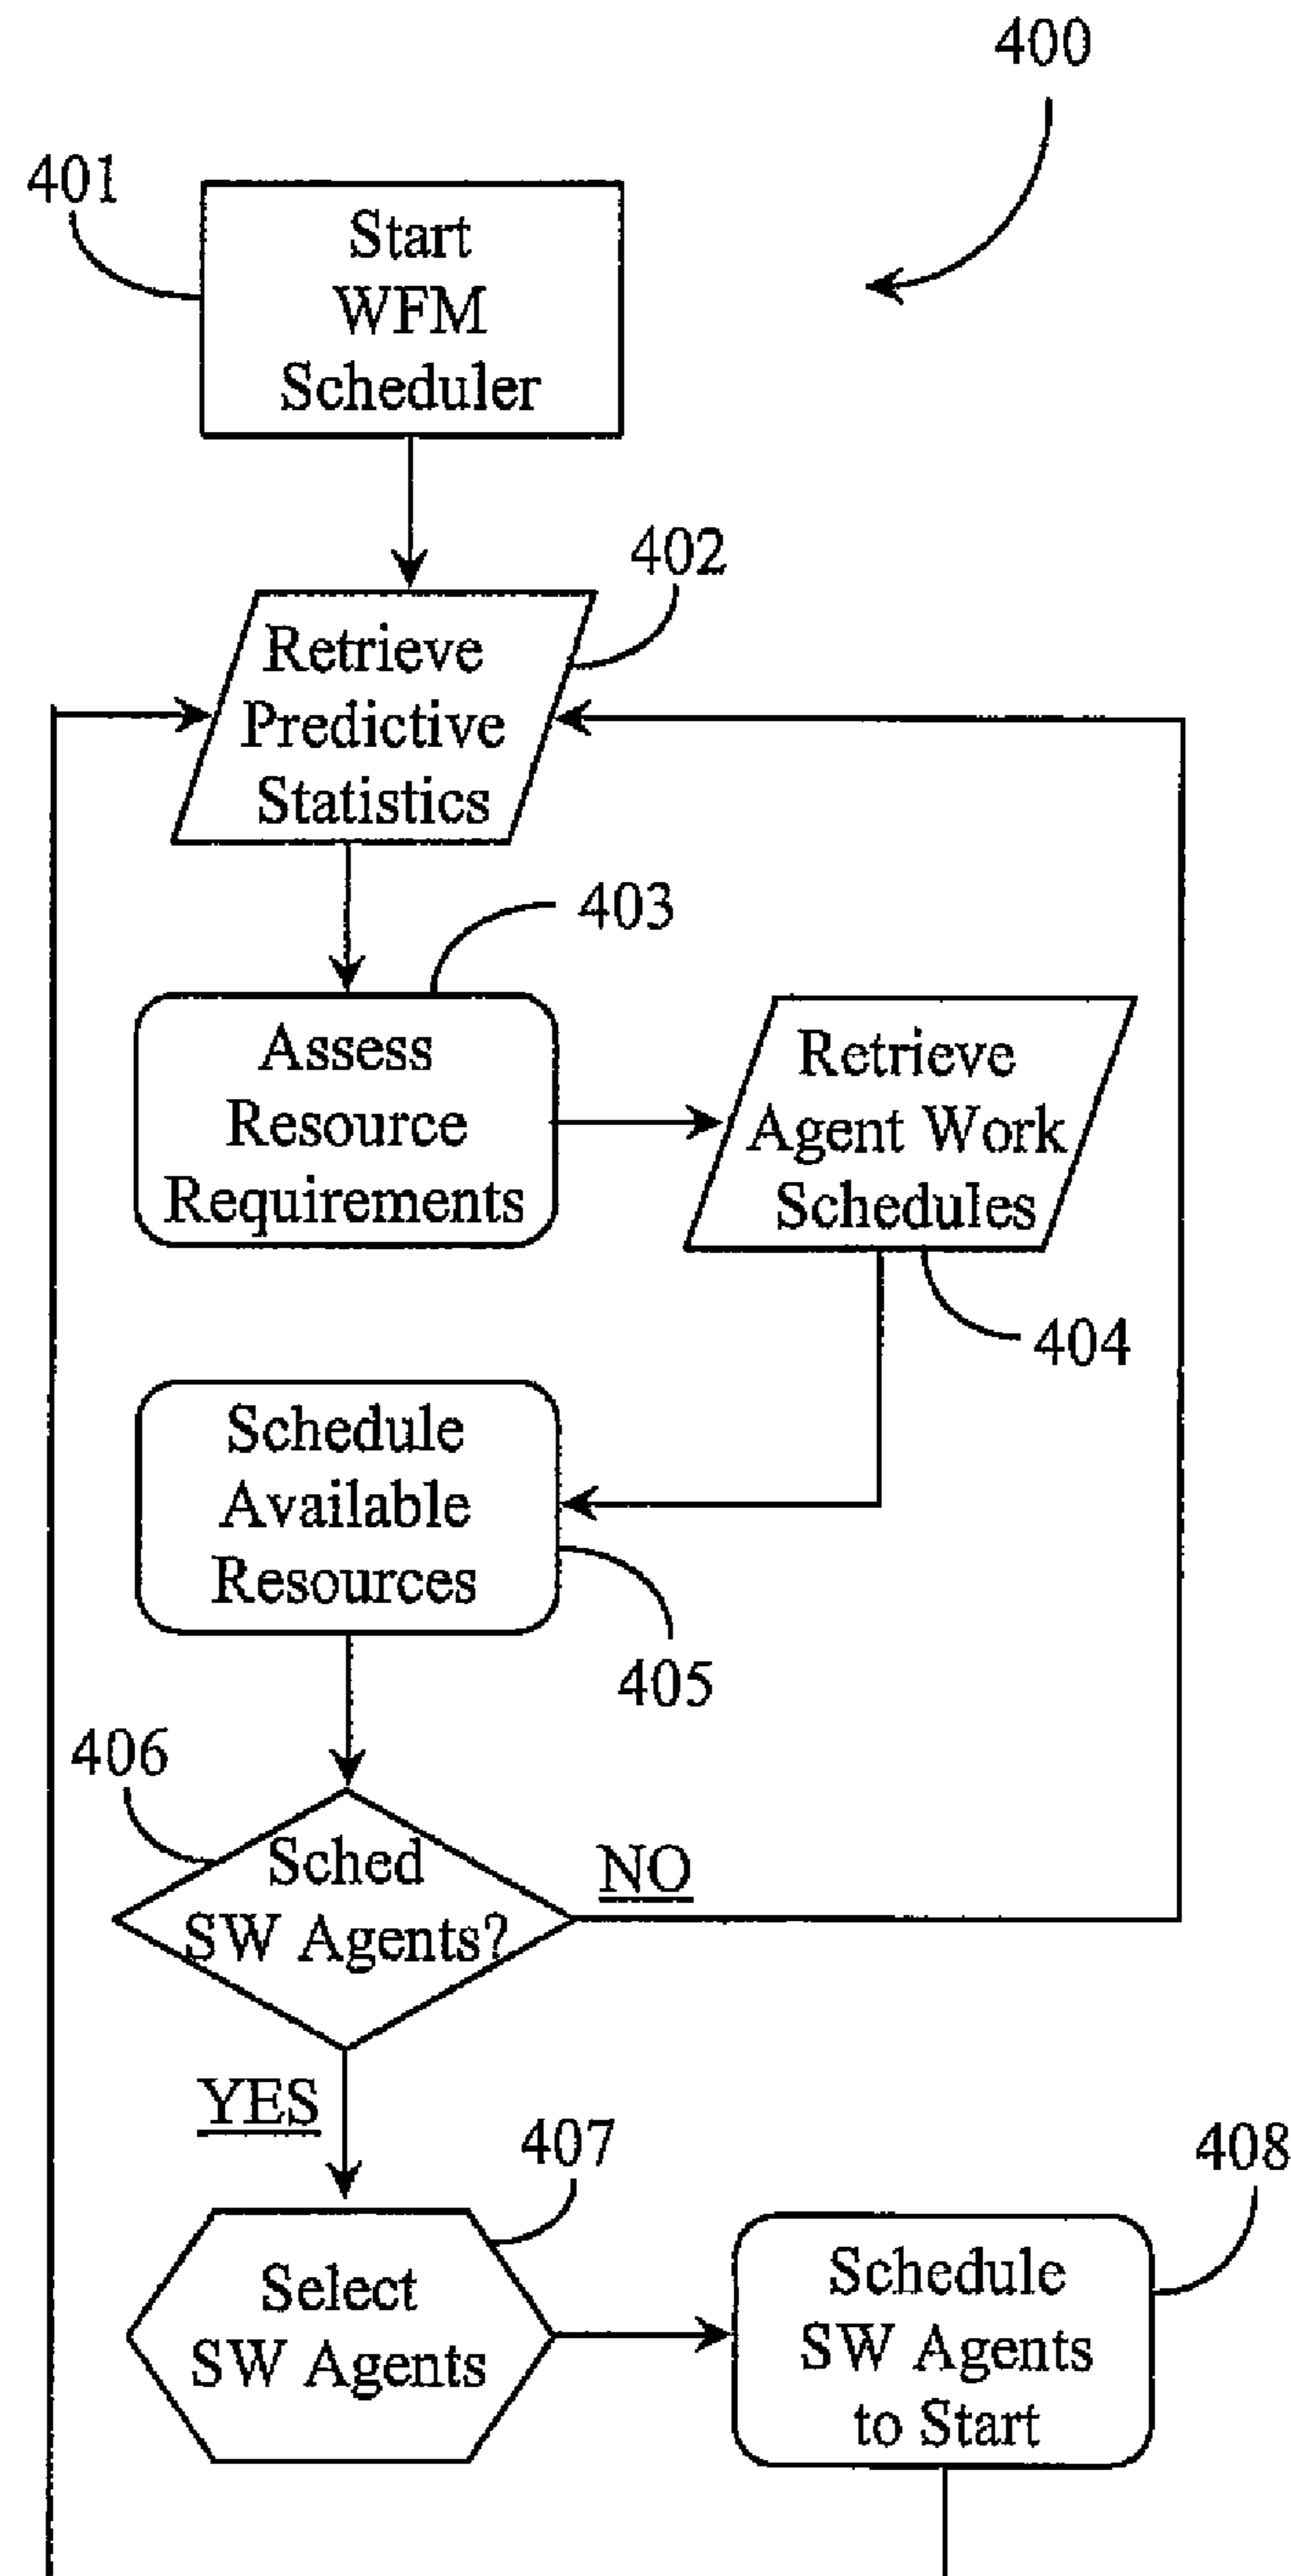 400
401
Start
WFM
Scheduler
402
Retrieve
Predictive
Statistics
403
Assess
Resource
Requirements
Retrieve
Agent Work
Schedules
404
Schedule
Available
Resources
405
406
Sched
SW Agents?
NO
YES
407
Select
SW Agents
408
Schedule
SW Agents
to Start